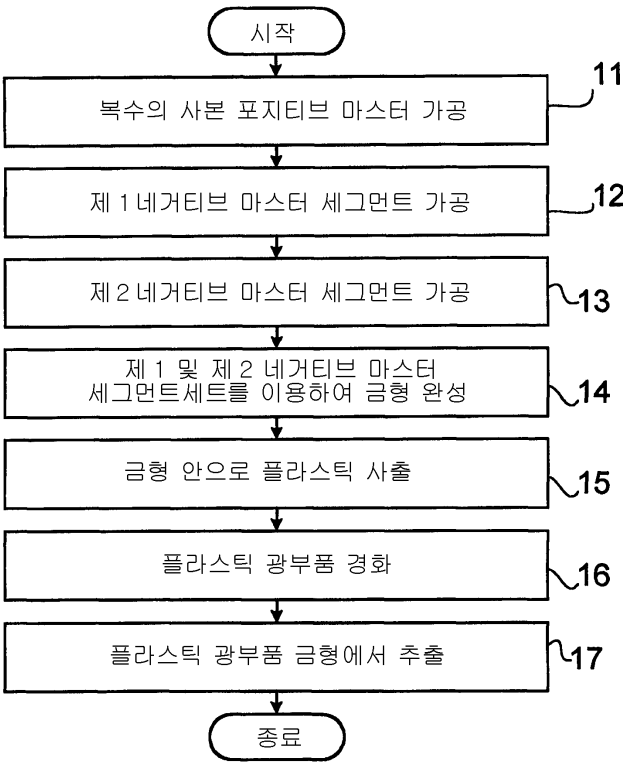 시작
복수의 사본 포지티브 마스터 가공
11
제 1 네거티브 마스터 세그먼트 가공
12
제 2 네거티브 마스터 세그먼트 가공
13
제 1 및 제 2 네거티브 마스터
세그먼트세트를 이용하여 금형 완성
14
금형 안으로 플라스틱 사출
15
플라스틱 광부품 경화
16
플라스틱 광부품 금형에서 추출
17
종료